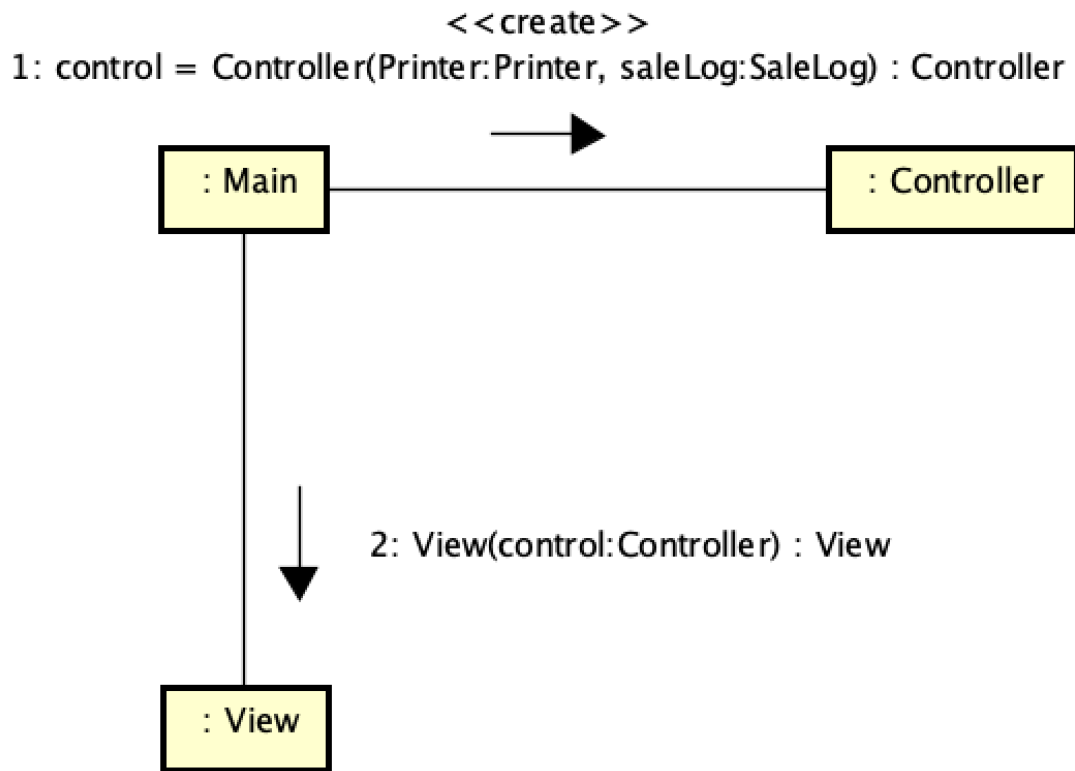 <<create>>
1: control = Controller(Printer:Printer, saleLog:SaleLog) : Controller
: Main
: Controller
2: View(control:Controller) : View
: View